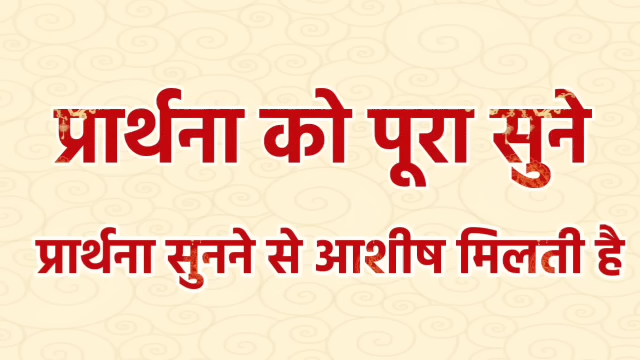 प्रार्थना को पूरा सुने
प्रार्थना सुनने से आशीष मिलती है